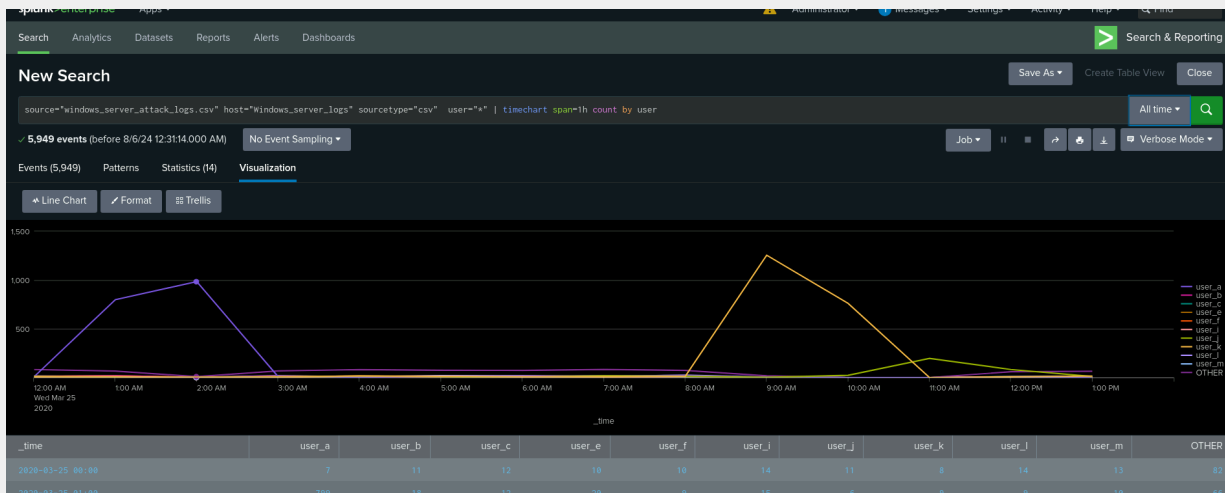 splunk>enterprise Apps Administrator Messages Settings Activity Help Find
Search Analytics Datasets Reports Alerts Dashboards Search & Reporting
New Search Save As Create Table View Close
source="windows_server_attack_logs.csv" host="Windows_server_logs" sourcetype="csv" user="*" | timechart span=1h count by user All time
5,949 events (before 8/6/24 12:31:14.000 AM) No Event Sampling Job Verbose Mode
Events (5,949) Patterns Statistics (14) Visualization
Line Chart Format Trellis
1,500
1,000
500
user_a
user_b
user_c
user_e
user_f
user_i
user_j
user_k
user_l
user_m
OTHER
12:00 AM 1:00 AM 2:00 AM 3:00 AM 4:00 AM 5:00 AM 6:00 AM 7:00 AM 8:00 AM 9:00 AM 10:00 AM 11:00 AM 12:00 PM 1:00 PM
Wed Mar 25
2020
_time
_time user_a user_b user_c user_e user_f user_i user_j user_k user_l user_m OTHER
2020-03-25 00:00 7 11 12 10 10 14 11 8 14 13 82
2020-03-25 01:00